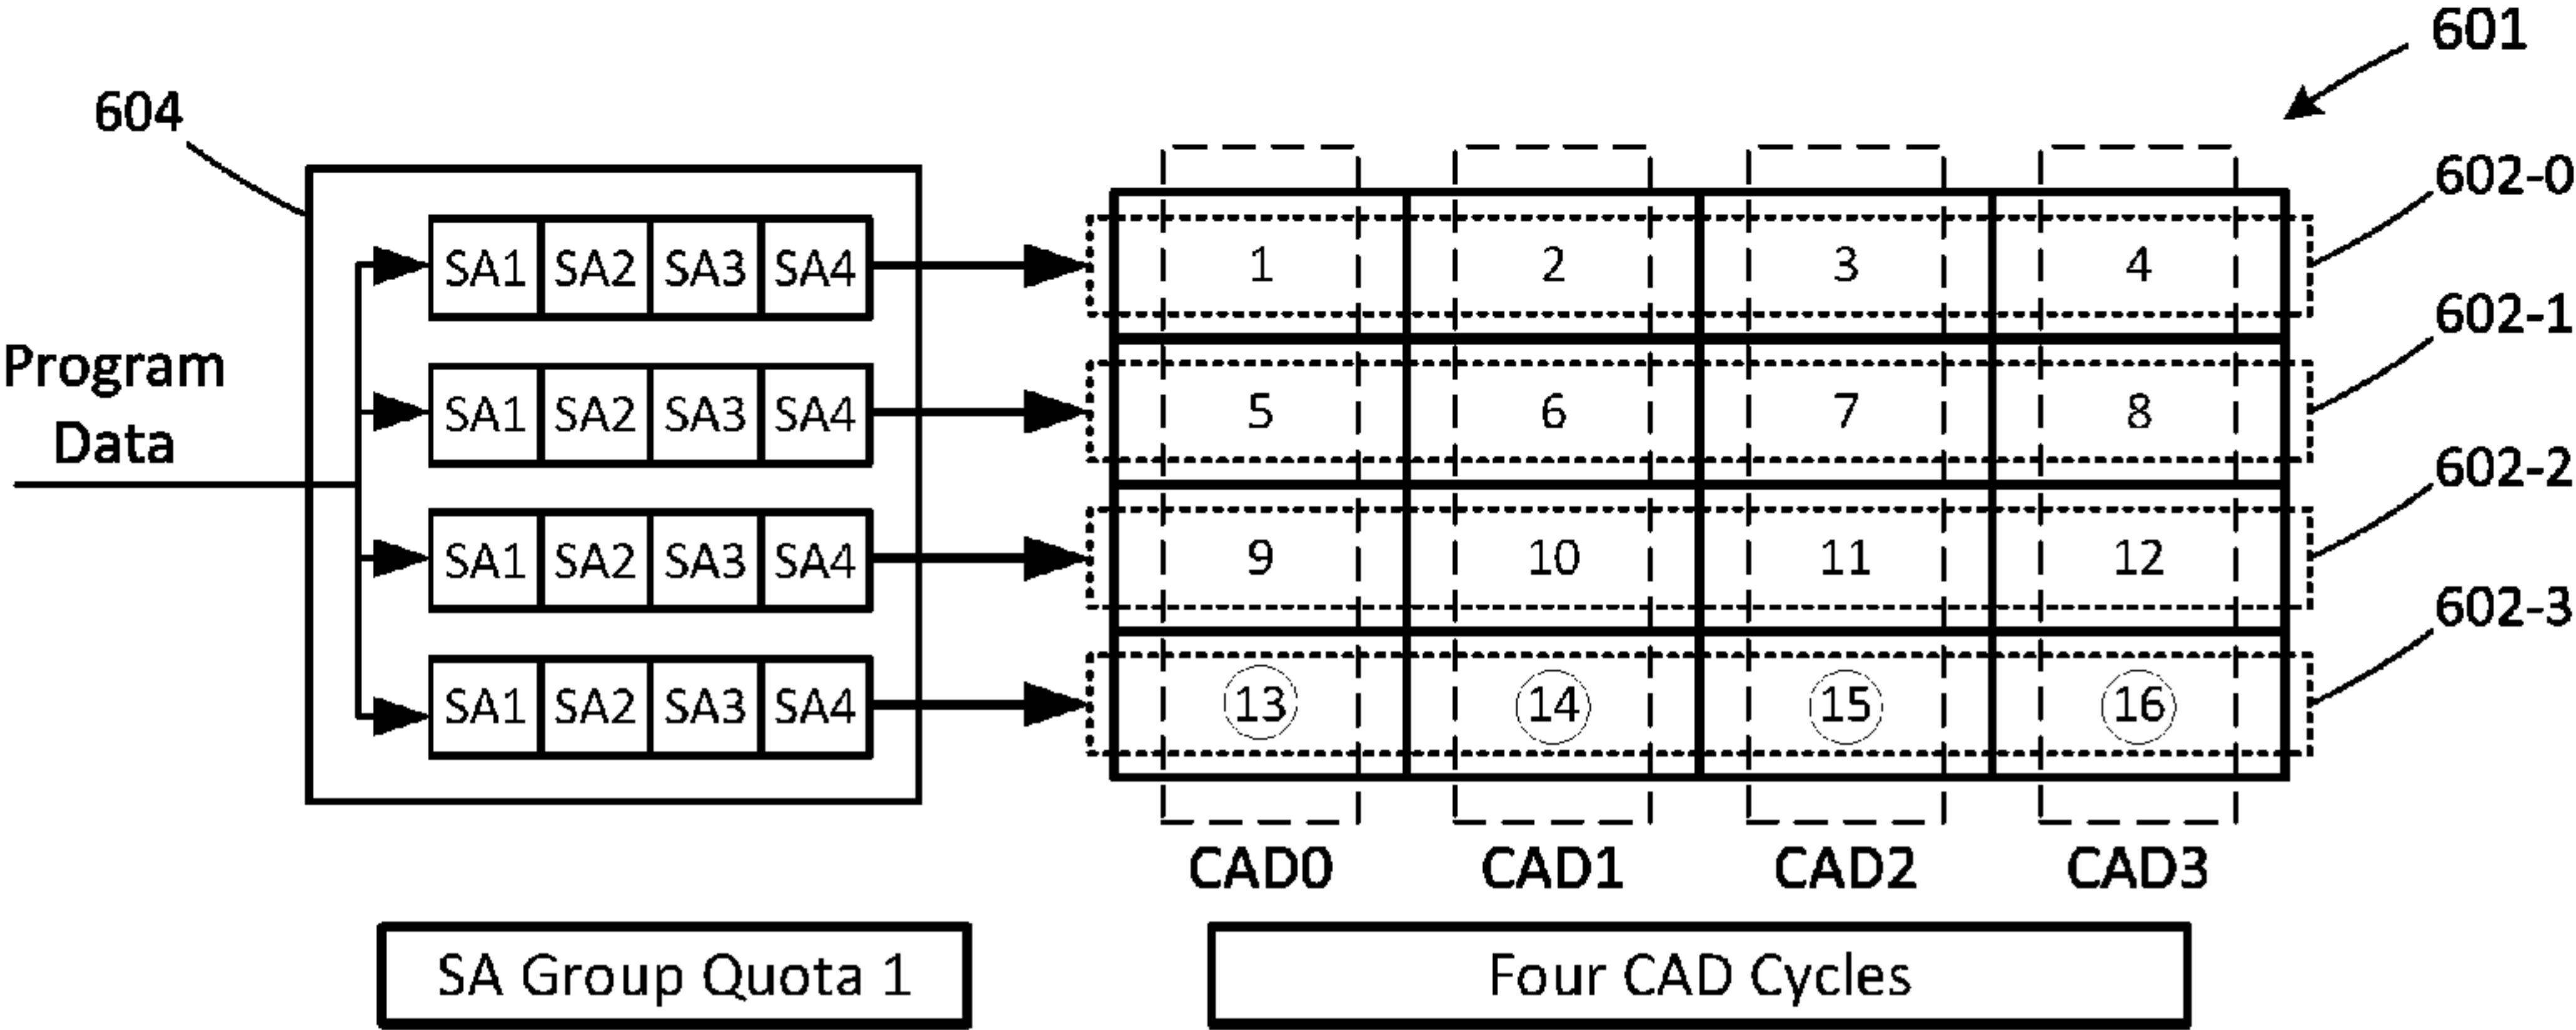 601
604
602-0
SA1 SA2 SA3 SA4 1 2 3 4
602-1
Program
Data
SA1 SA2 SA3 SA4 5 6 7 8
602-2
SA1 SA2 SA3 SA4 9 10 11 12
602-3
SA1 SA2 SA3 SA4 13 14 15 16
CAD0 CAD1 CAD2 CAD3
SA Group Quota 1
Four CAD Cycles